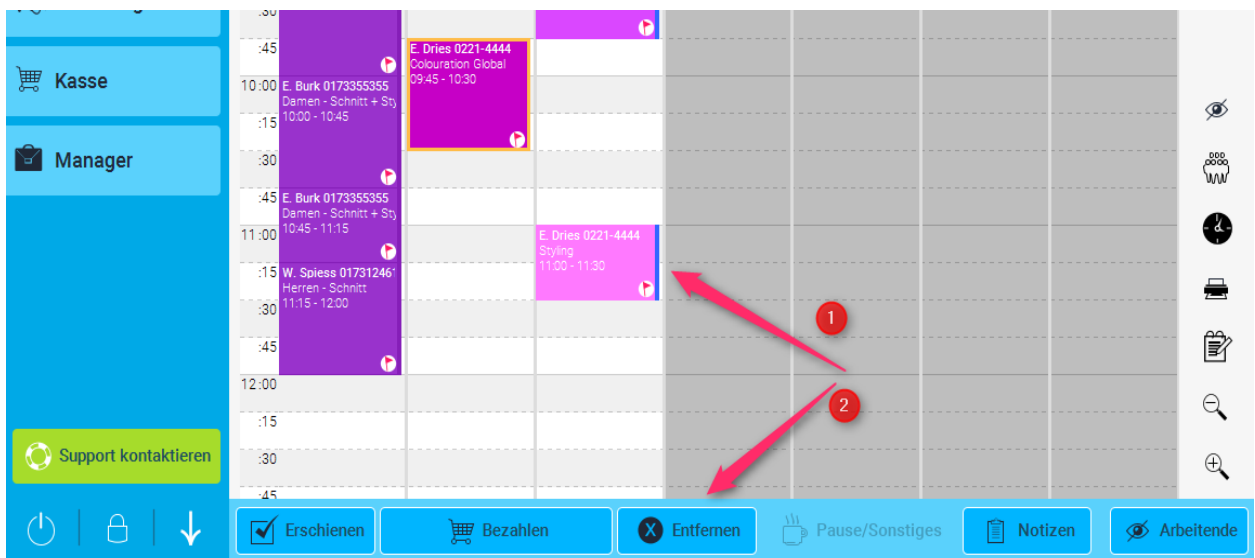 Kasse
Manager
Support kontaktieren
:30
:45
10:00
:15
:30
:45
11:00
:15
:30
:45
12:00
:15
:30
:45
E. Burk 0173355355
Damen - Schnitt + Sty
10:00 - 10:45
E. Burk 0173355355
Damen - Schnitt + Sty
10:45 - 11:15
W. Spiess 01731246
Herren - Schnitt
11:15 - 12:00
E. Dries 0221-4444
Colouration Global
09:45 - 10:30
E. Dries 0221-4444
Styling
11:00 - 11:30
1
2
Erschienen
Bezahlen
Entfernen
Pause/Sonstiges
Notizen
Arbeitende